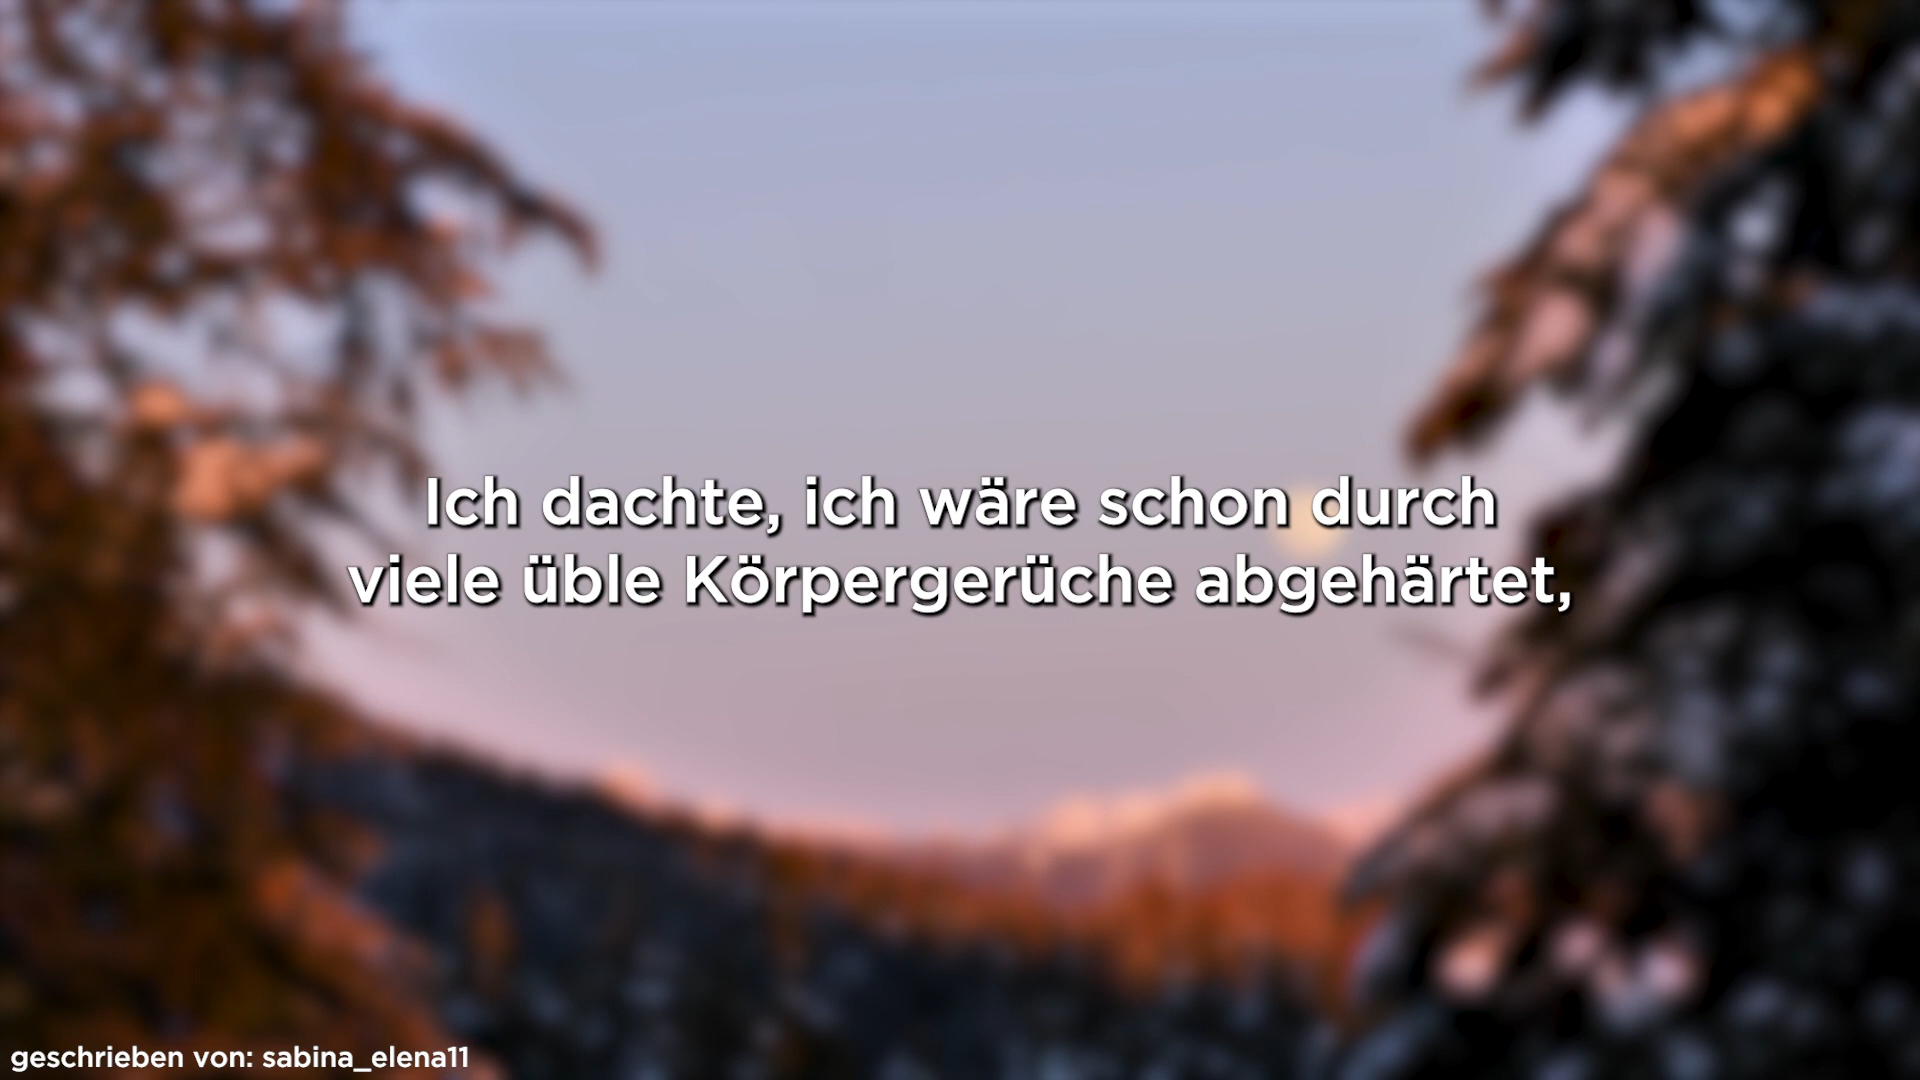 Ich dachte, ich wäre schon durch
viele üble Körpergerüche abgehärtet,
geschrieben von: sabina_elena11